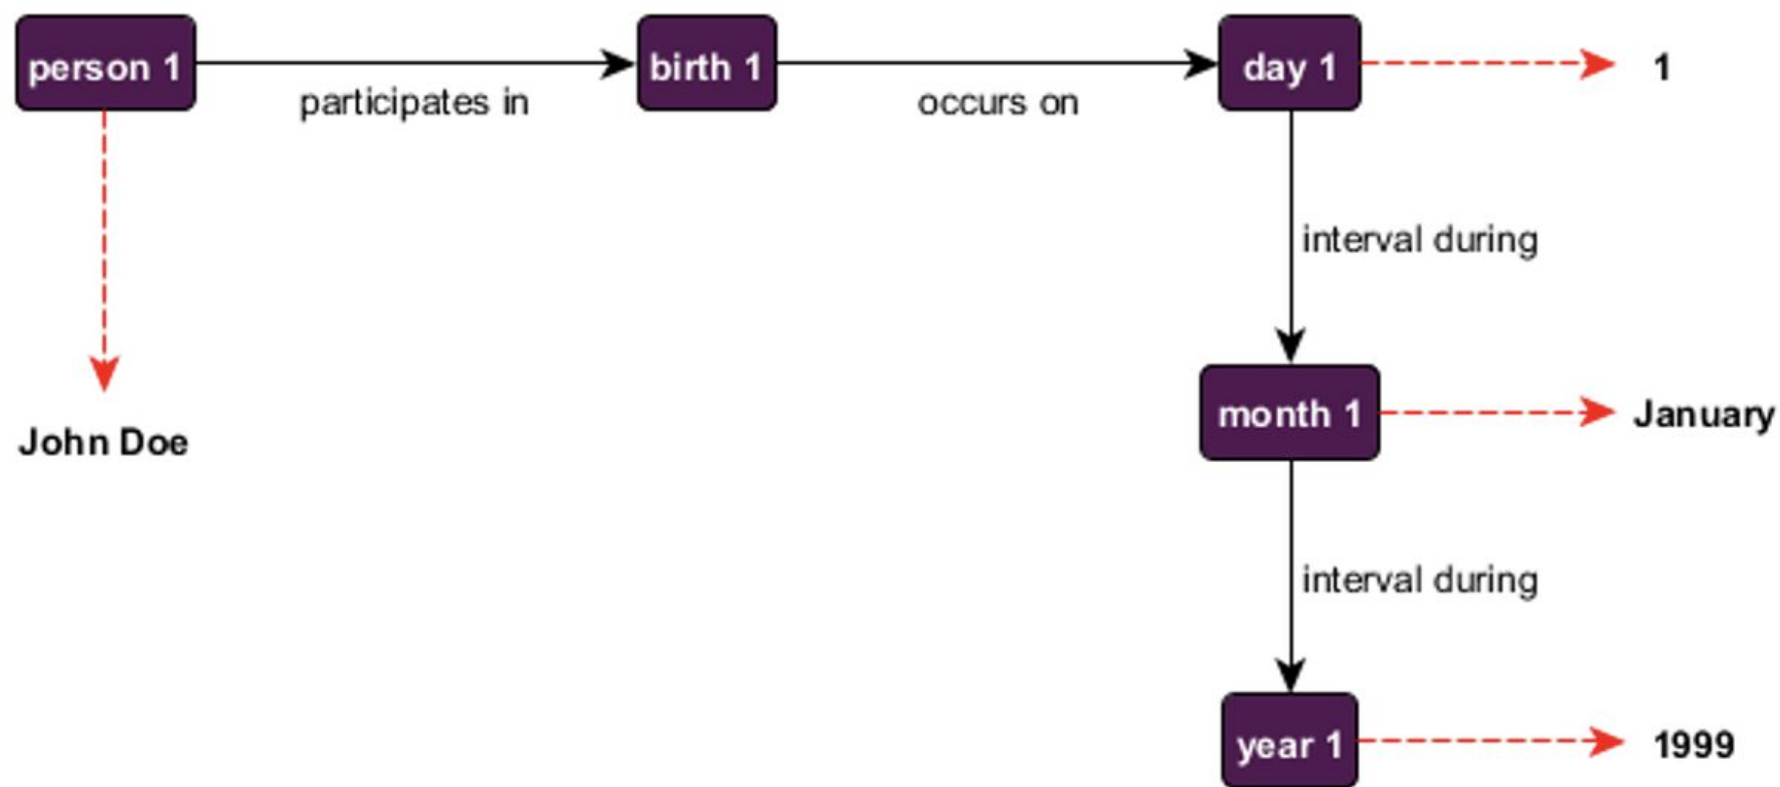 person 1
participates in
birth 1
occurs on
day 1
1
interval during
John Doe
month 1
January
interval during
year 1
1999